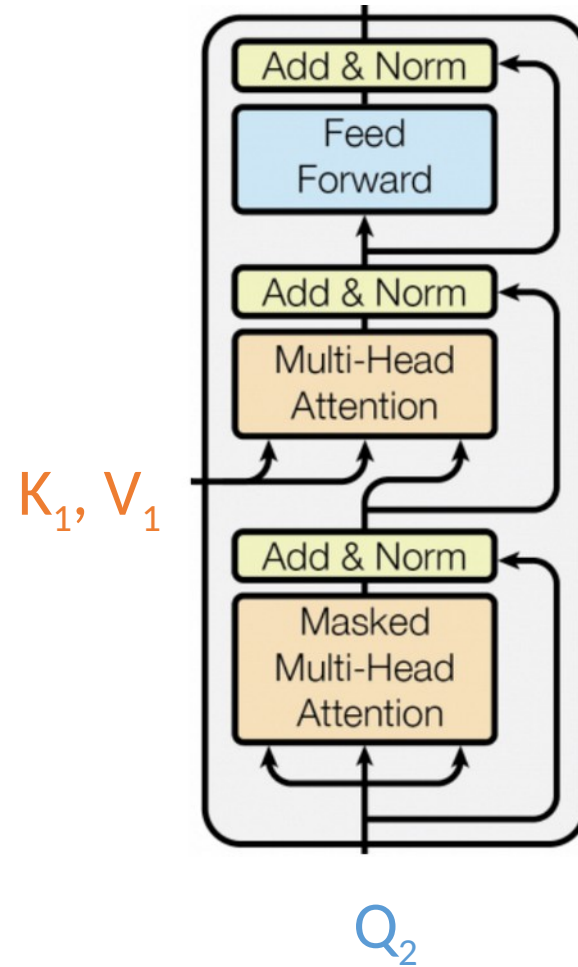 Add & Norm
Feed
Forward
Add & Norm
Multi-Head
Attention
K₁, V₁
Add & Norm
Masked
Multi-Head
Attention
Q₂